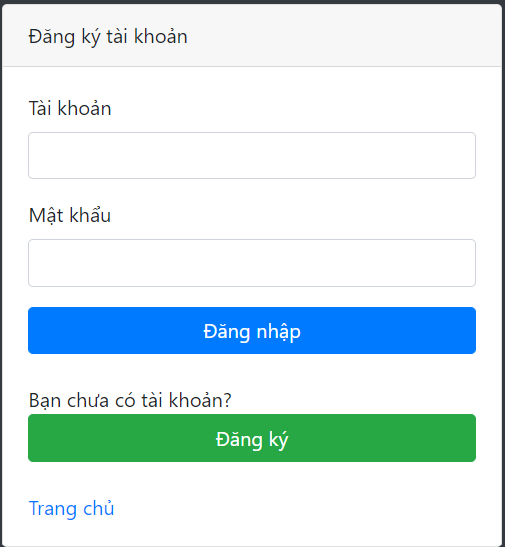 Đăng ký tài khoản
Tài khoản
Mật khẩu
Đăng nhập
Bạn chưa có tài khoản?
Đăng ký
Trang chủ